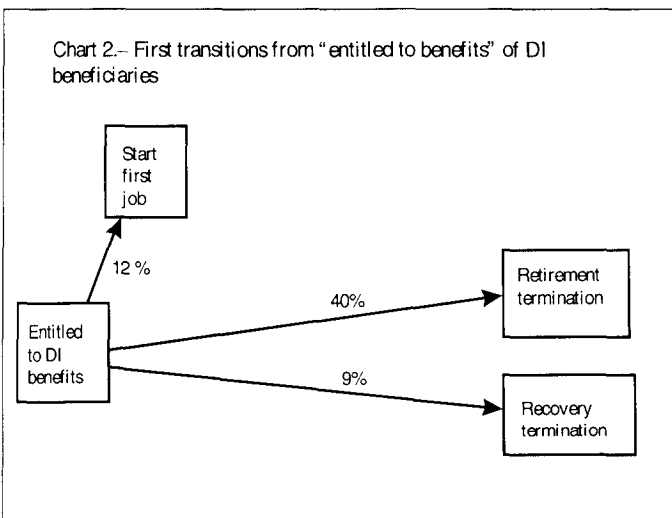 Chart 2.– First transitions from “entitled to benefits” of DI
beneficiaries
Start
first
job
12 %
Entitled
to DI
benefits
40%
Retirement
termination
9%
Recovery
termination